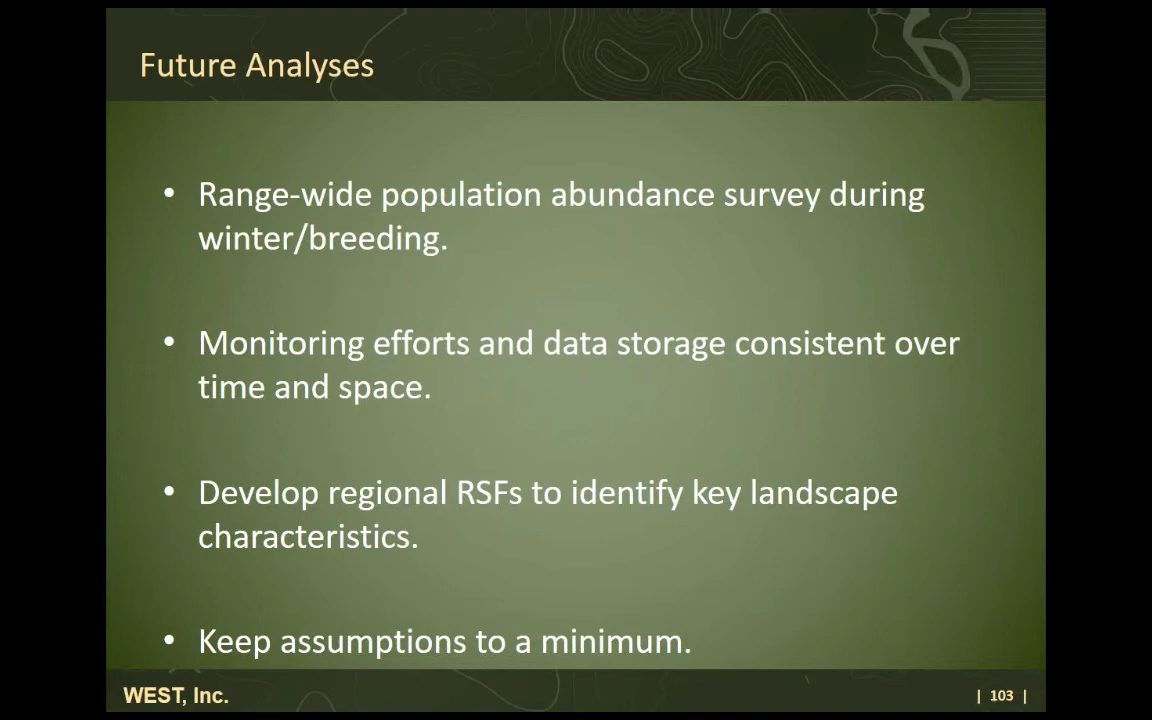 Future Analyses
• Range-wide population abundance survey during
winter/breeding.
• Monitoring efforts and data storage consistent over
time and space.
• Develop regional RSFs to identify key landscape
characteristics.
• Keep assumptions to a minimum.
WEST, Inc.
| 103 |